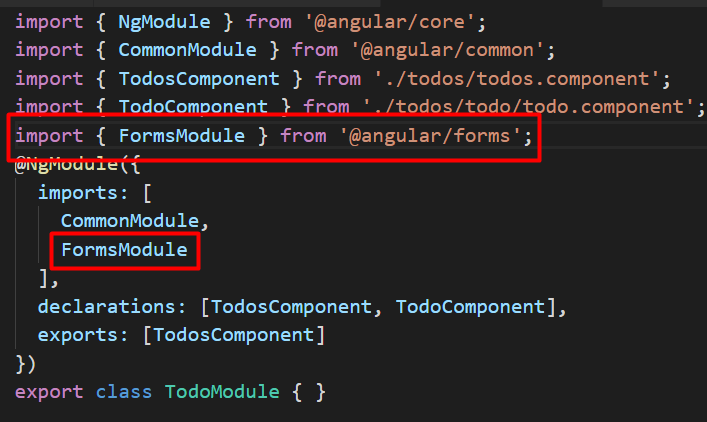 import { NgModule } from '@angular/core';
import { CommonModule } from '@angular/common';
import { TodosComponent } from './todos/todos.component';
import { TodoComponent } from './todos/todo/todo.component';
import { FormsModule } from '@angular/forms';
@NgModule({
  imports: [
    CommonModule,
    FormsModule
  ],
  declarations: [TodosComponent, TodoComponent],
  exports: [TodosComponent]
})
export class TodoModule { }